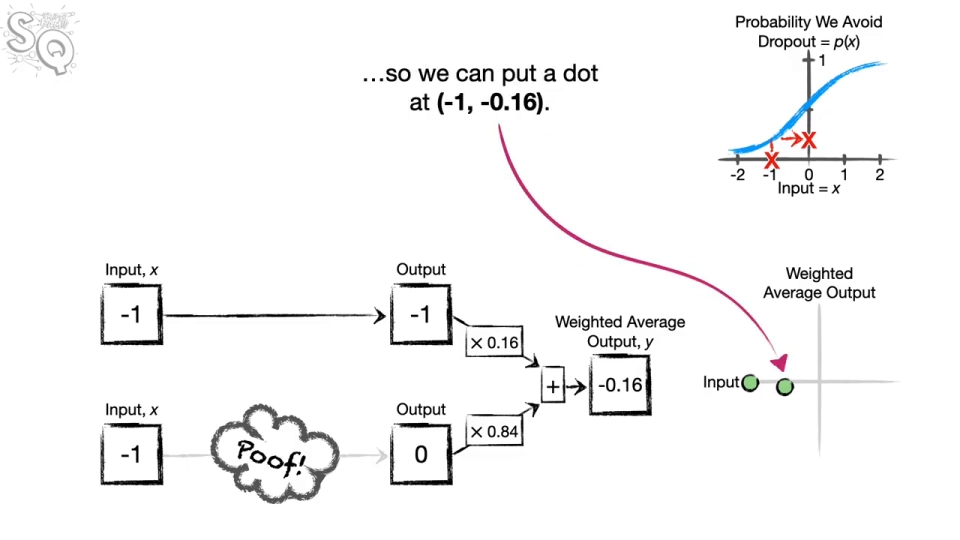 SQ
Probability We Avoid
Dropout = p(x)
1
-2 -1 0 1 2
Input = x
X
X
...so we can put a dot
at (-1, -0.16).
Weighted
Average Output
Input
Input, x
-1
Output
-1
× 0.16
Weighted Average
Output, y
+
-0.16
Input, x
-1
Poof!
Output
0
× 0.84